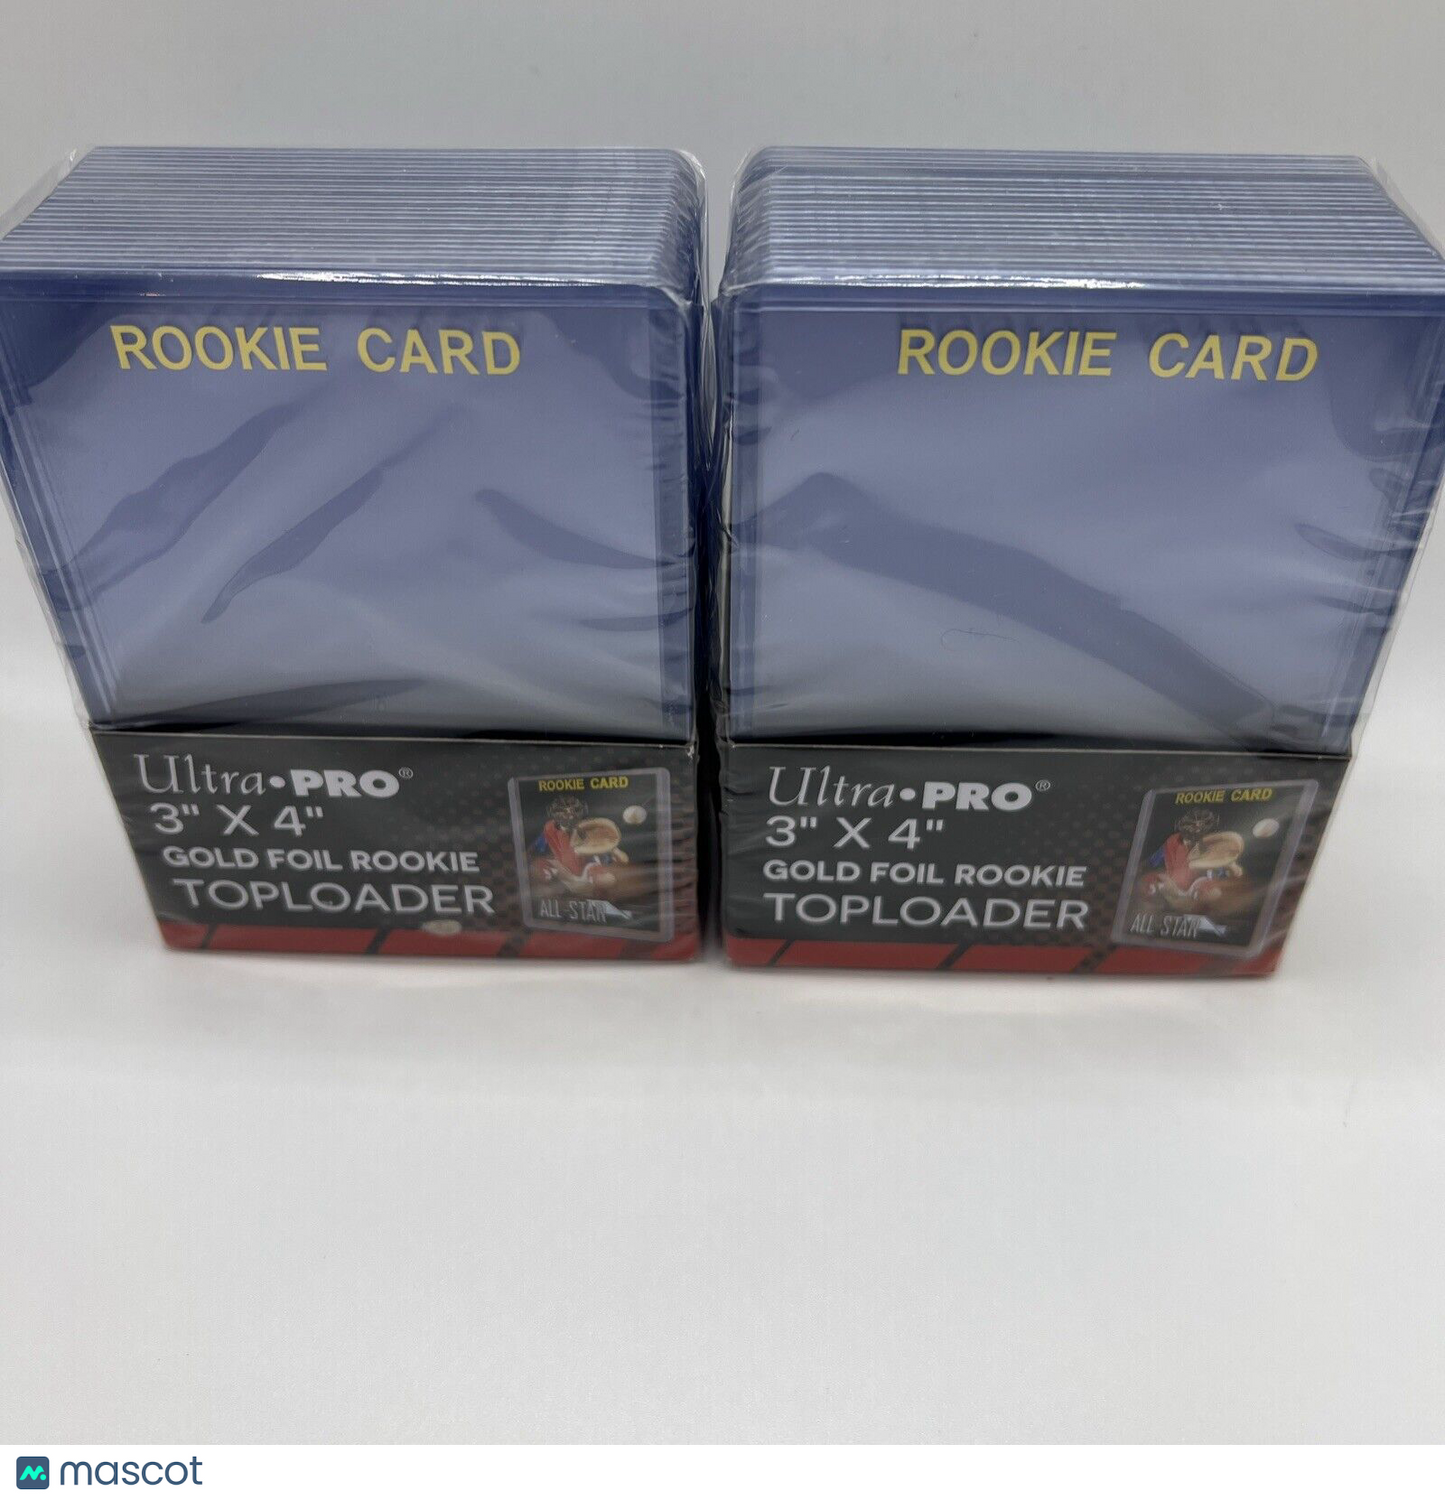 ROOKIE CARD
Ultra•PRO®
3" X 4"
GOLD FOIL ROOKIE
TOPLOADER
ROOKIE CARD
ALL-STAR
ROOKIE CARD
Ultra•PRO®
3" X 4"
GOLD FOIL ROOKIE
TOPLOADER
ROOKIE CARD
ALL-STAR
mascot